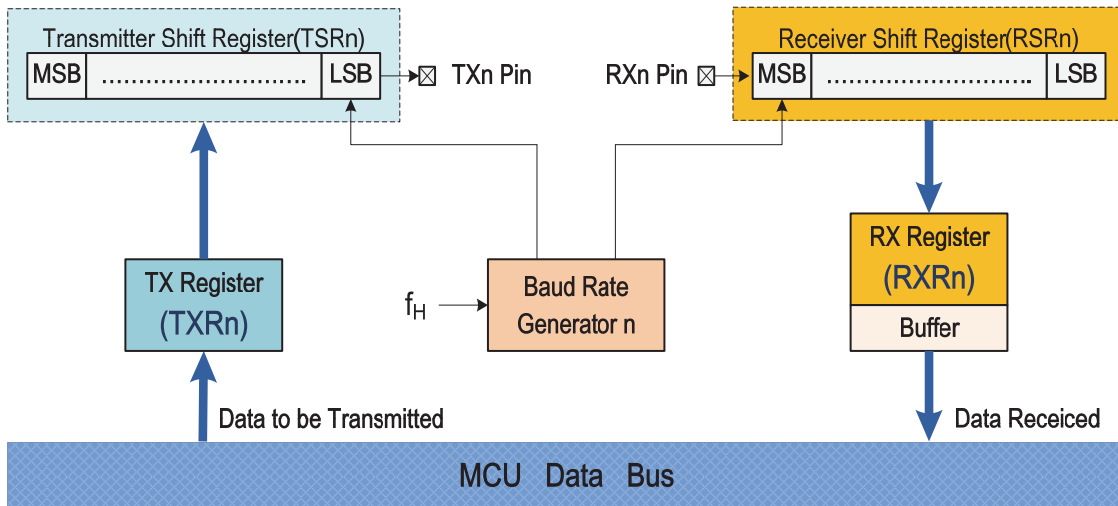 Transmitter Shift Register(TSRn)
MSB ............................. LSB
TXn Pin
RXn Pin
Receiver Shift Register(RSRn)
MSB ............................. LSB
TX Register
(TXRn)
fH
Baud Rate
Generator n
RX Register
(RXRn)
Buffer
Data to be Transmitted
Data Receiced
MCU Data Bus